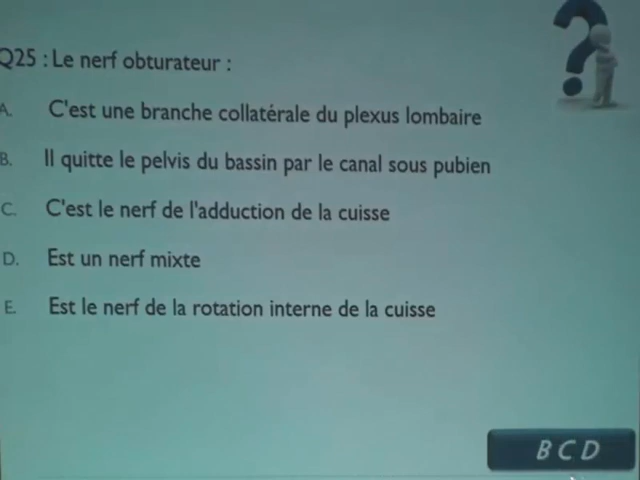 Q25 : Le nerf obturateur :
A. C'est une branche collatérale du plexus lombaire
B. Il quitte le pelvis du bassin par le canal sous pubien
C. C'est le nerf de l'adduction de la cuisse
D. Est un nerf mixte
E. Est le nerf de la rotation interne de la cuisse
B C D